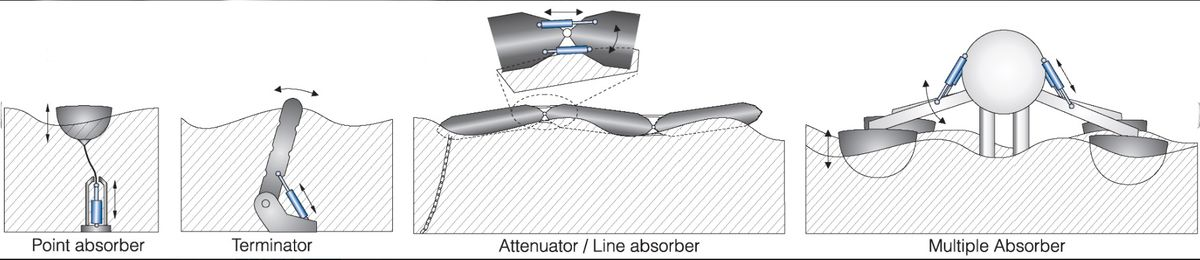 Point absorber
Terminator
Attenuator / Line absorber
Multiple Absorber